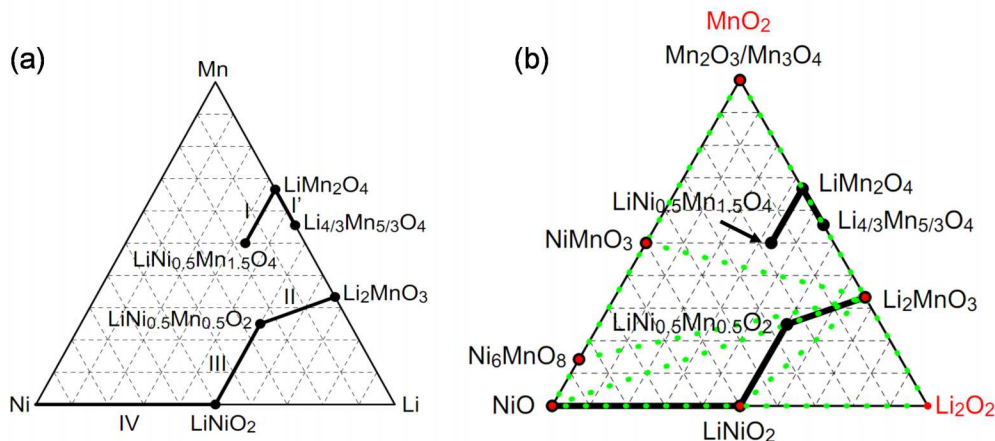 (a)
Mn
LiMn₂O₄
I
I'
Li₄/₃Mn₅/₃O₄
LiNi₀.₅Mn₁.₅O₄
II
Li₂MnO₃
LiNi₀.₅Mn₀.₅O₂
III
Ni
Li
IV
LiNiO₂
(b)
MnO₂
Mn₂O₃/Mn₃O₄
LiMn₂O₄
LiNi₀.₅Mn₁.₅O₄
Li₄/₃Mn₅/₃O₄
NiMnO₃
Li₂MnO₃
LiNi₀.₅Mn₀.₅O₂
Ni₆MnO₈
NiO
Li₂O₂
LiNiO₂